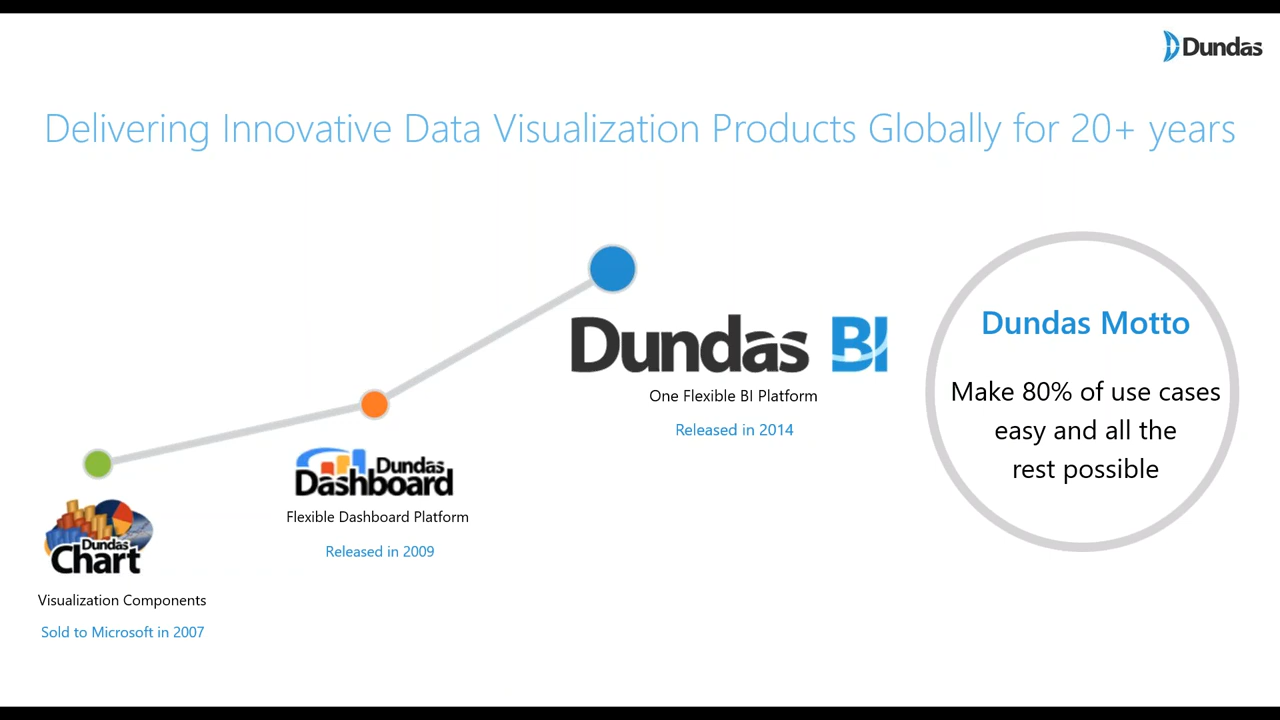 Dundas
Delivering Innovative Data Visualization Products Globally for 20+ years
Dundas BI
One Flexible BI Platform
Released in 2014
Dundas Motto
Make 80% of use cases
easy and all the
rest possible
Dundas
Dashboard
Flexible Dashboard Platform
Released in 2009
Dundas
Chart
Visualization Components
Sold to Microsoft in 2007